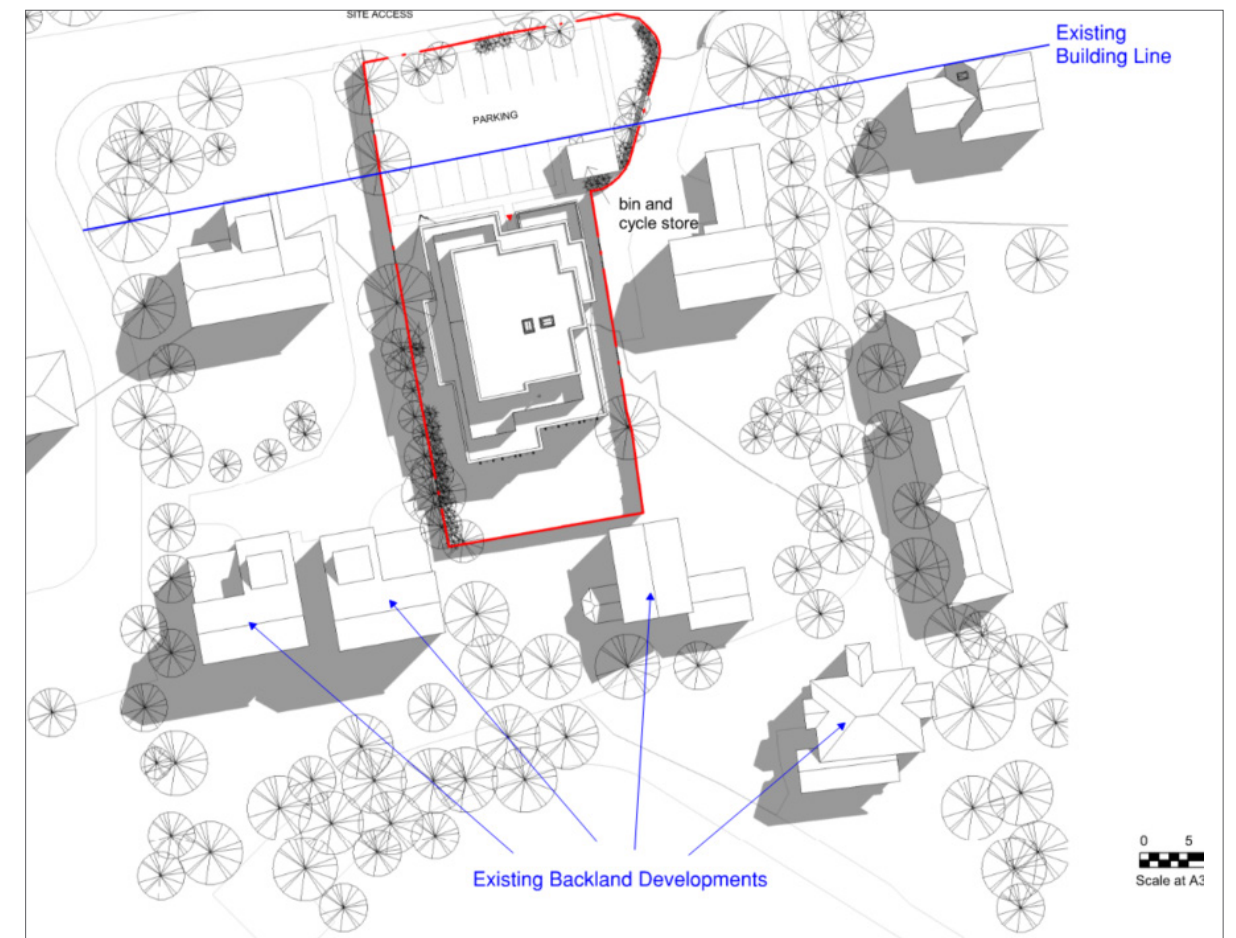 SITE ACCESS
Existing
Building Line
PARKING
bin and
cycle store
Existing Backland Developments
0 5
Scale at A3